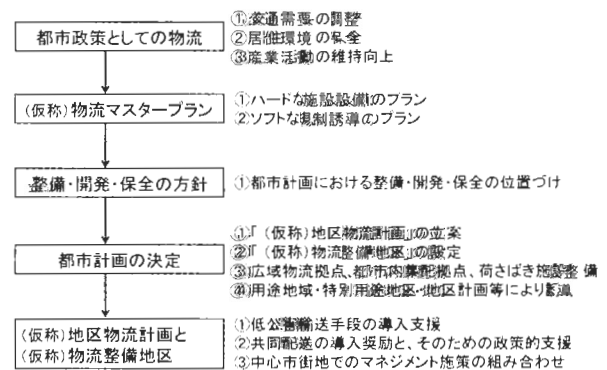 都市政策としての物流
①交通需要の調整
②居住環境の保全
③産業活動の維持向上
(仮称)物流マスタープラン
①ハードな施設設備のプラン
②ソフトな規制誘導のプラン
整備・開発・保全の方針
①都市計画における整備・開発・保全の位置づけ
都市計画の決定
①「(仮称)地区物流計画」の立案
②「(仮称)物流整備地区」の設定
③広域物流拠点、都市内集配拠点、荷さばき施設整備
④用途地域・特別用途地区・地区計画等により
(仮称)地区物流計画と
(仮称)物流整備地区
①低公害輸送手段の導入支援
②共同配送の導入奨励と、そのための政策的支援
③中心市街地でのマネジメント施策の組み合わせ